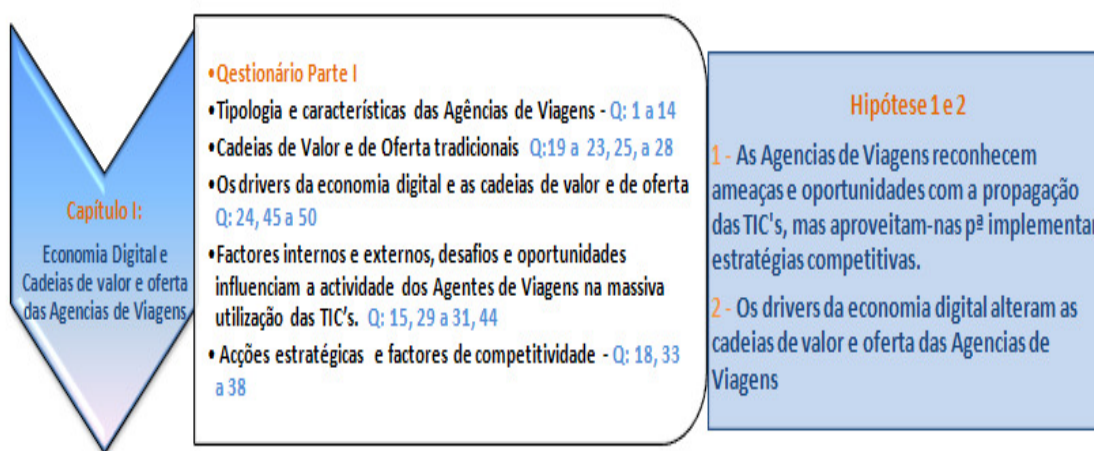 Capítulo I:
Economia Digital e
Cadeias de valor e oferta
das Agencias de Viagens
•Qestionário Parte I
•Tipologia e características das Agências de Viagens - Q: 1 a 14
•Cadeias de Valor e de Oferta tradicionais Q:19 a 23, 25, a 28
•Os drivers da economia digital e as cadeias de valor e de oferta
Q: 24, 45 a 50
•Factores internos e externos, desafios e oportunidades
influenciam a actividade dos Agentes de Viagens na massiva
utilização das TIC's. Q: 15, 29 a 31, 44
•Acções estratégicas e factores de competitividade - Q: 18, 33
a 38
Hipótese 1 e 2
1 - As Agencias de Viagens reconhecem
ameaças e oportunidades com a propagação
das TIC's, mas aproveitam-nas pª implementar
estratégias competitivas.
2 - Os drivers da economia digital alteram as
cadeias de valor e oferta das Agencias de
Viagens